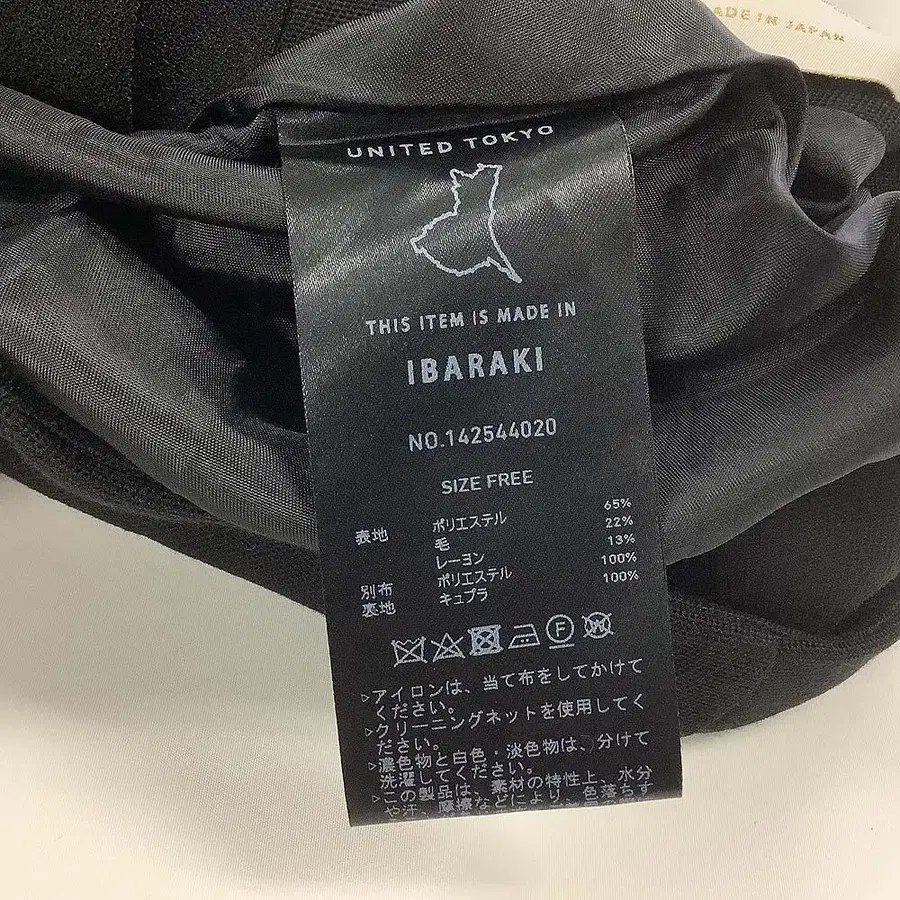 MADE IN JAPAN
UNITED TOKYO
THIS ITEM IS MADE IN
IBARAKI
NO.142544020
SIZE FREE
表地 ポリエステル 65%
毛 22%
レーヨン 13%
別布 ポリエステル 100%
裏地 キュプラ 100%
F W
▷アイロンは、当て布をしてかけて
ください。
▷クリーニングネットを使用してく
ださい。
▷濃色物と白色・淡色物は、分けて
洗濯してください。
▷この製品は、素材の特性上、水分
や汗、摩擦などにより、色落ちす